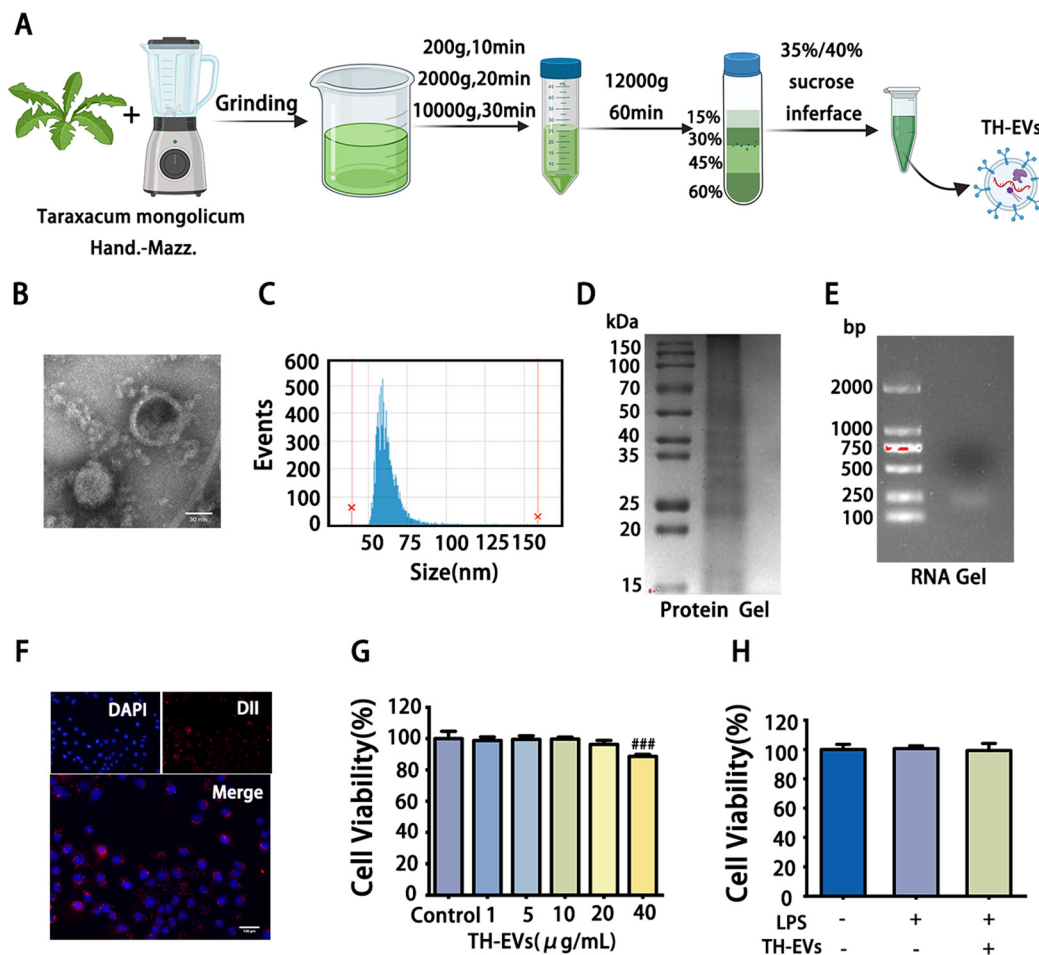 A
Grinding
200g,10min
2000g,20min
10000g,30min
12000g
60min
15%
30%
45%
60%
35%/40%
sucrose
inferface
TH-EVs
Taraxacum mongolicum
Hand.-Mazz.
B
30 nm
C
Events
600
500
400
300
200
100
0
50 75 100 125 150
Size(nm)
D
kDa
150
100
70
50
40
35
25
20
15
Protein Gel
E
bp
2000
1000
750
500
250
100
RNA Gel
F
DAPI
DII
Merge
G
Cell Viability(%)
120
100
80
60
40
20
0
###
Control 1 5 10 20 40
TH-EVs(μg/mL)
H
Cell Viability(%)
120
100
80
60
40
20
0
LPS - + +
TH-EVs - - +